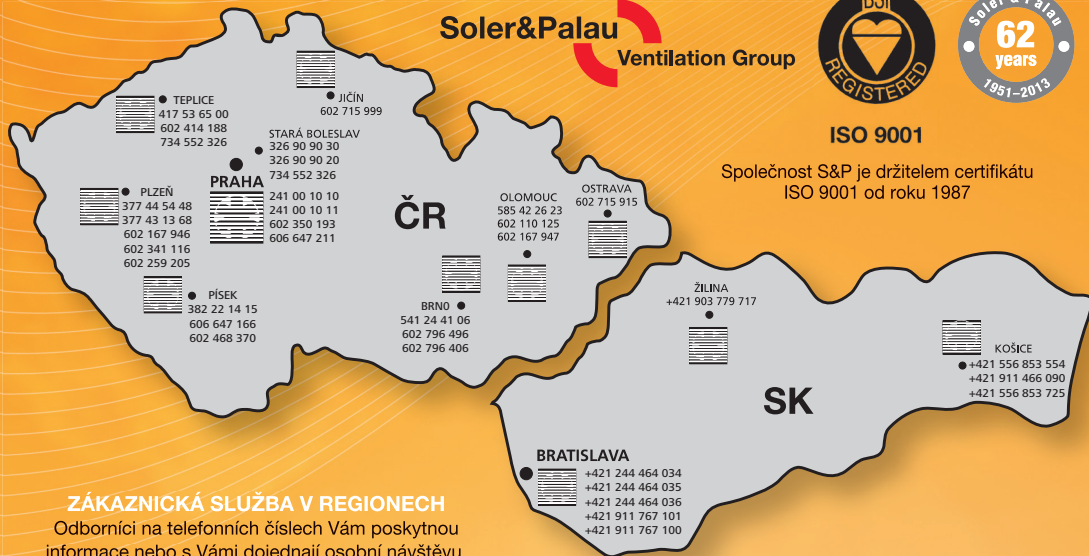 Soler&Palau
Ventilation Group
BSI
REGISTERED
ISO 9001
Soler & Palau
62
years
1951–2013
Společnost S&P je držitelem certifikátu
ISO 9001 od roku 1987
TEPLICE
417 53 65 00
602 414 188
734 552 326
JIČÍN
602 715 999
STARÁ BOLESLAV
326 90 90 30
326 90 90 20
734 552 326
PRAHA
241 00 10 10
241 00 10 11
602 350 193
606 647 211
PLZEŇ
377 44 54 48
377 43 13 68
602 167 946
602 341 116
602 259 205
PÍSEK
382 22 14 15
606 647 166
602 468 370
ČR
OLOMOUC
585 42 26 23
602 110 125
602 167 947
OSTRAVA
602 715 915
BRN0
541 24 41 06
602 796 496
602 796 406
ŽILINA
+421 903 779 717
KOŠICE
+421 556 853 554
+421 911 466 090
+421 556 853 725
SK
BRATISLAVA
+421 244 464 034
+421 244 464 035
+421 244 464 036
+421 911 767 101
+421 911 767 100
ZÁKAZNICKÁ SLUŽBA V REGIONECH
Odborníci na telefonních číslech Vám poskytnou
informace nebo s Vámi dojednají osobní návštěvu